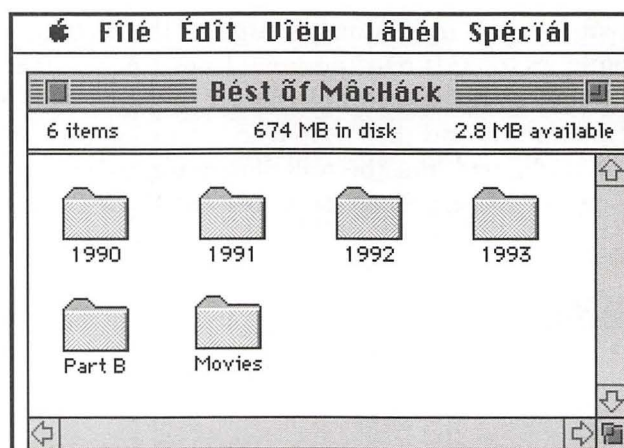 Fîlé Édît Vîëw Lâbél Spécïál
Bést õf MâcHáck
6 items 674 MB in disk 2.8 MB available
1990 1991 1992 1993
Part B Movies